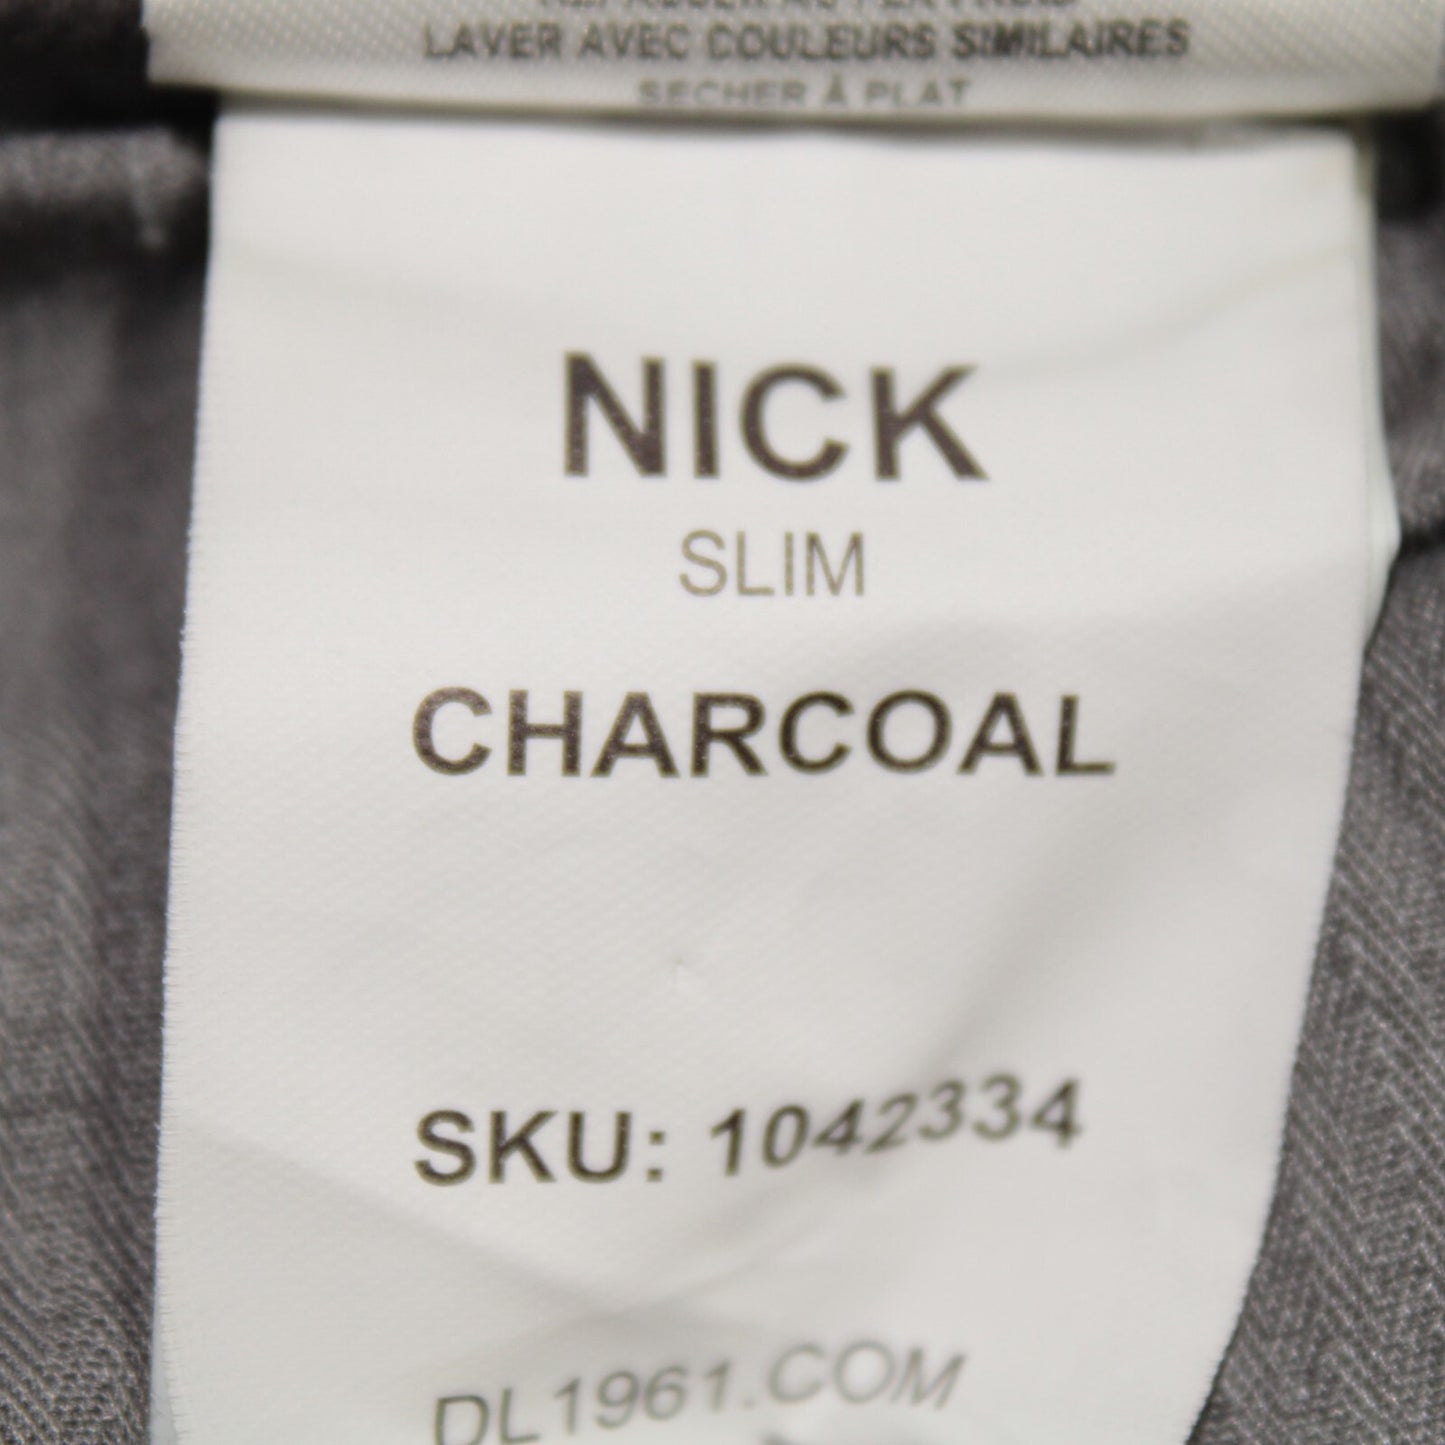 LAVER AVEC COULEURS SIMILAIRES
SECHER À PLAT
NICK
SLIM
CHARCOAL
SKU: 1042334
DL1961.COM